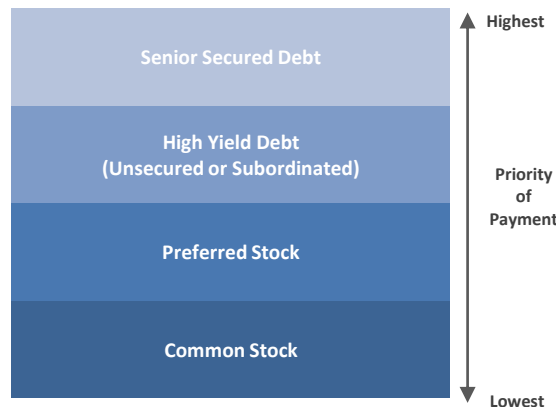 Senior Secured Debt
High Yield Debt
(Unsecured or Subordinated)
Preferred Stock
Common Stock
Highest
Priority
of
Payment
Lowest